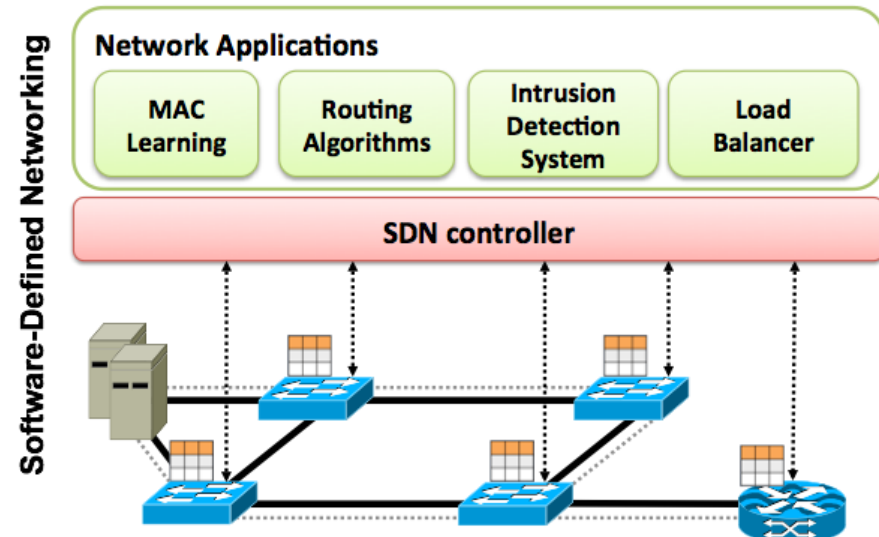 Software-Defined Networking
Network Applications
MAC
Learning
Routing
Algorithms
Intrusion
Detection
System
Load
Balancer
SDN controller